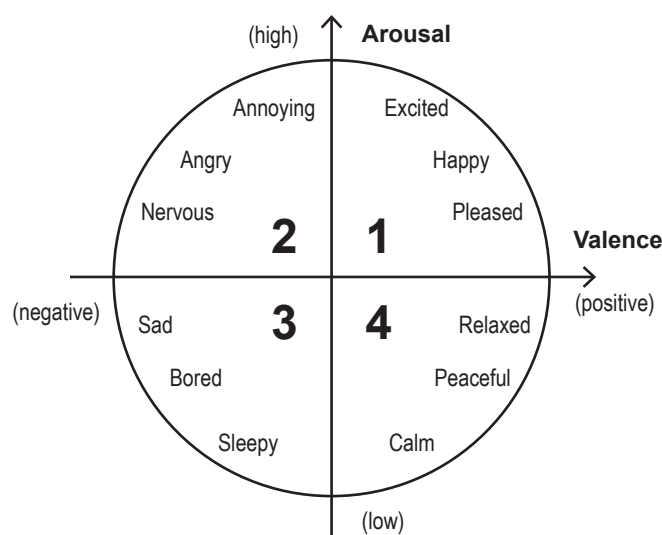 (high) Arousal
Annoying Excited
Angry Happy
Nervous Pleased
2 1 Valence
(negative) 3 4 (positive)
Sad Relaxed
Bored Peaceful
Sleepy Calm
(low)